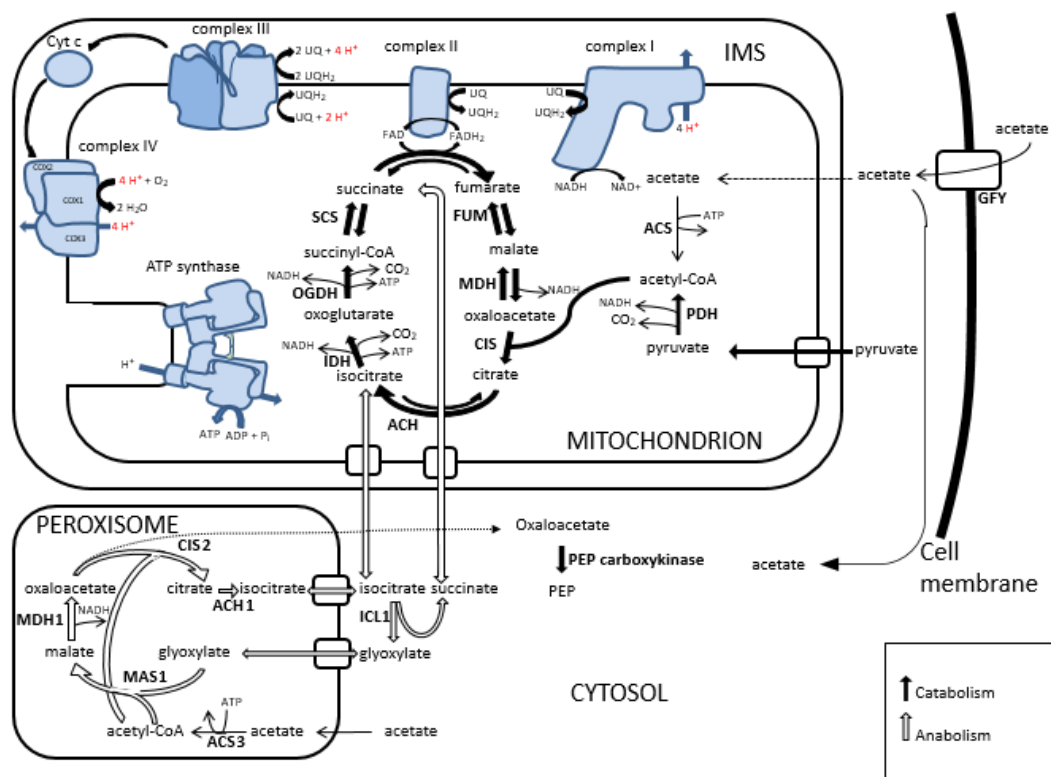 complex III
Cyt c
2 UQ + 4 H⁺
2 UQH₂
UQH₂
UQ + 2 H⁺
complex II
UQ
UQH₂
FAD
FADH₂
complex I
UQ
UQH₂
4 H⁺
NADH
NAD+
IMS
complex IV
COX2
COX1
COX3
4 H⁺ + O₂
2 H₂O
4 H⁺
acetate
acetate
acetate
GFY
succinate
fumarate
SCS
FUM
ACS
ATP
succinyl-CoA
malate
NADH
CO₂
ATP
OGDH
MDH
NADH
acetyl-CoA
NADH
CO₂
PDH
oxoglutarate
oxaloacetate
NADH
CO₂
ATP
IDH
CIS
pyruvate
pyruvate
isocitrate
citrate
ACH
ATP synthase
H⁺
ATP
ADP + Pᵢ
MITOCHONDRION
PEROXISOME
CIS2
Oxaloacetate
PEP carboxykinase
PEP
acetate
Cell
membrane
oxaloacetate
citrate
isocitrate
isocitrate
succinate
ACH1
ICL1
MDH1
NADH
malate
glyoxylate
glyoxylate
MAS1
ATP
acetyl-CoA
ACS3
acetate
acetate
CYTOSOL
Catabolism
Anabolism